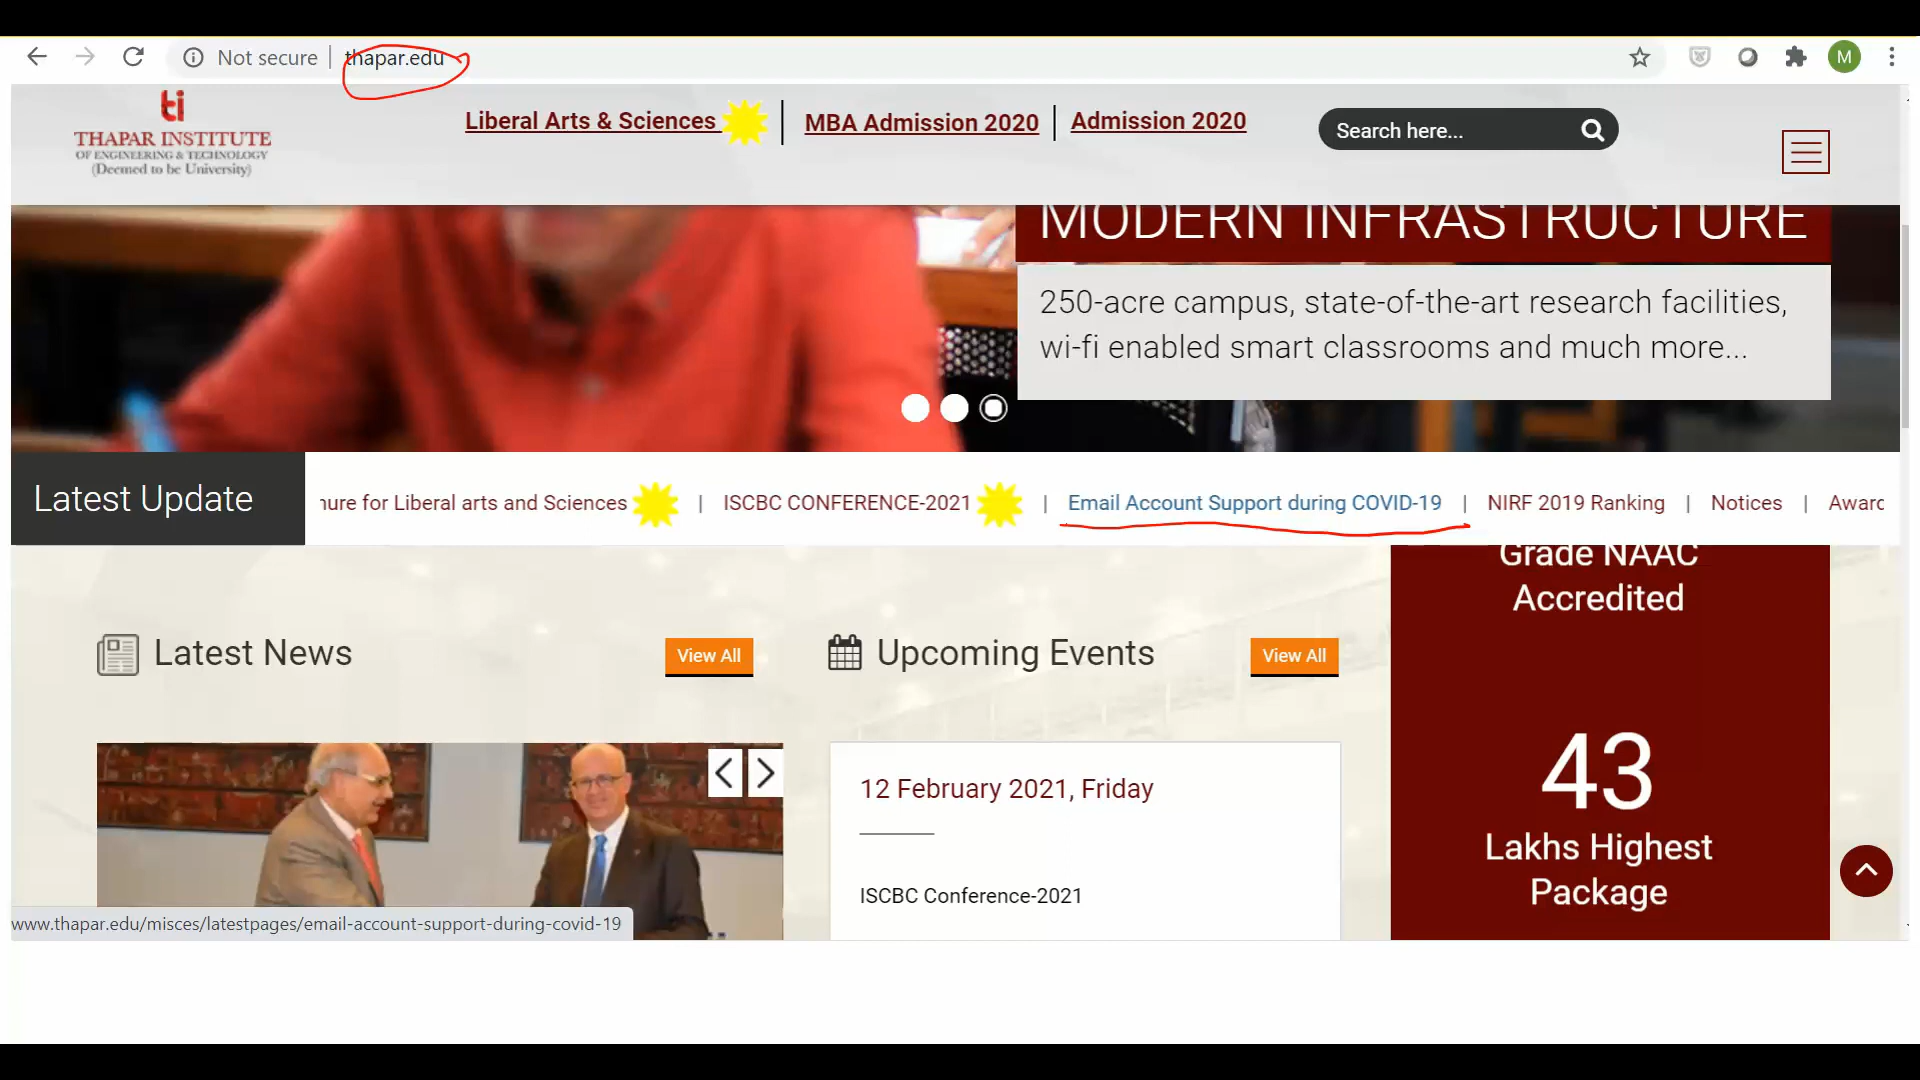 Not secure
thapar.edu
M
ti
THAPAR INSTITUTE
OF ENGINEERING & TECHNOLOGY
(Deemed to be University)
Liberal Arts & Sciences
MBA Admission 2020
Admission 2020
Search here...
MODERN INFRASTRUCTURE
250-acre campus, state-of-the-art research facilities,
wi-fi enabled smart classrooms and much more...
Latest Update
hure for Liberal arts and Sciences | ISCBC CONFERENCE-2021 | Email Account Support during COVID-19 | NIRF 2019 Ranking | Notices | Award
Grade NAAC
Accredited
Latest News
View All
Upcoming Events
View All
12 February 2021, Friday
ISCBC Conference-2021
43
Lakhs Highest
Package
www.thapar.edu/misces/latestpages/email-account-support-during-covid-19